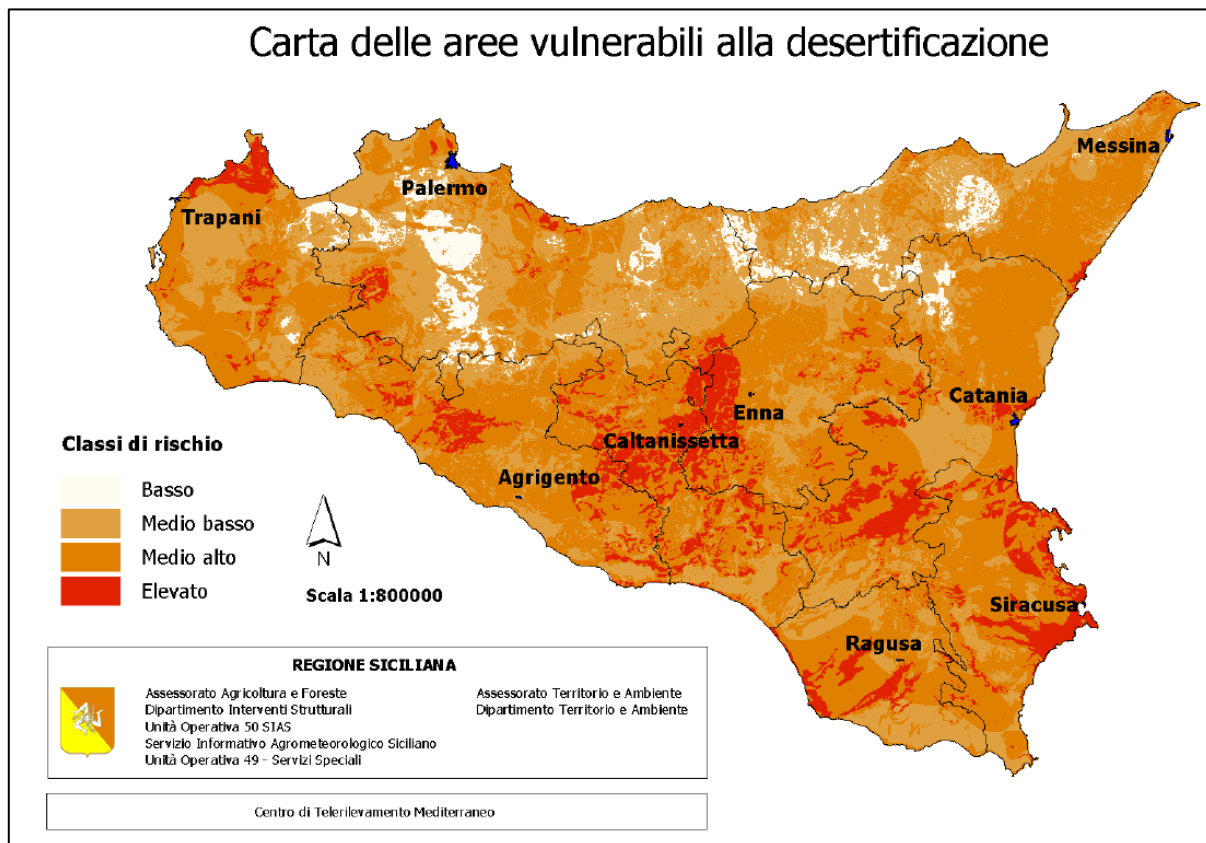 Carta delle aree vulnerabili alla desertificazione
Messina
Palermo
Trapani
Catania
Enna
Caltanissetta
Agrigento
Siracusa
Ragusa
Classi di rischio
Basso
Medio basso
Medio alto
Elevato
N
Scala 1:800000
REGIONE SICILIANA
Assessorato Agricoltura e Foreste
Dipartimento Interventi Strutturali
Unità Operativa 50 SIAS
Servizio Informativo Agrometeorologico Siciliano
Unità Operativa 49 - Servizi Speciali
Assessorato Territorio e Ambiente
Dipartimento Territorio e Ambiente
Centro di Telerilevamento Mediterraneo